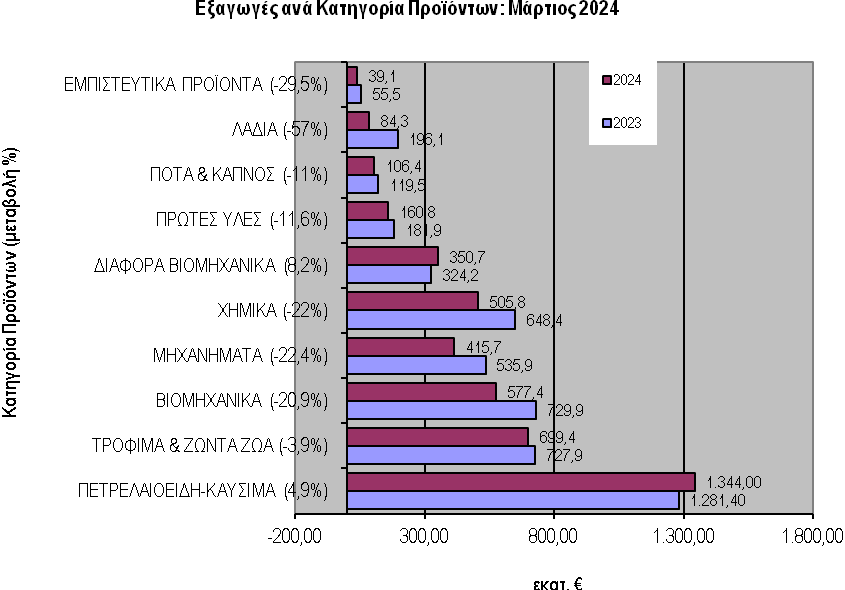 Εξαγωγές ανά Κατηγορία Προϊόντων: Μάρτιος 2024
2024
2023
Κατηγορία Προϊόντων (μεταβολή %)
ΕΜΠΙΣΤΕΥΤΙΚΑ ΠΡΟΪΟΝΤΑ (-29,5%)
39,1
55,5
ΛΑΔΙΑ (-57%)
84,3
196,1
ΠΟΤΑ & ΚΑΠΝΟΣ (-11%)
106,4
119,5
ΠΡΩΤΕΣ ΥΛΕΣ (-11,6%)
160,8
181,9
ΔΙΑΦΟΡΑ ΒΙΟΜΗΧΑΝΙΚΑ (8,2%)
350,7
324,2
ΧΗΜΙΚΑ (-22%)
505,8
648,4
ΜΗΧΑΝΗΜΑΤΑ (-22,4%)
415,7
535,9
ΒΙΟΜΗΧΑΝΙΚΑ (-20,9%)
577,4
729,9
ΤΡΟΦΙΜΑ & ΖΩΝΤΑ ΖΩΑ (-3,9%)
699,4
727,9
ΠΕΤΡΕΛΑΙΟΕΙΔΗ-ΚΑΥΣΙΜΑ (4,9%)
1.344,00
1.281,40
-200,00 300,00 800,00 1.300,00 1.800,00
εκατ. €